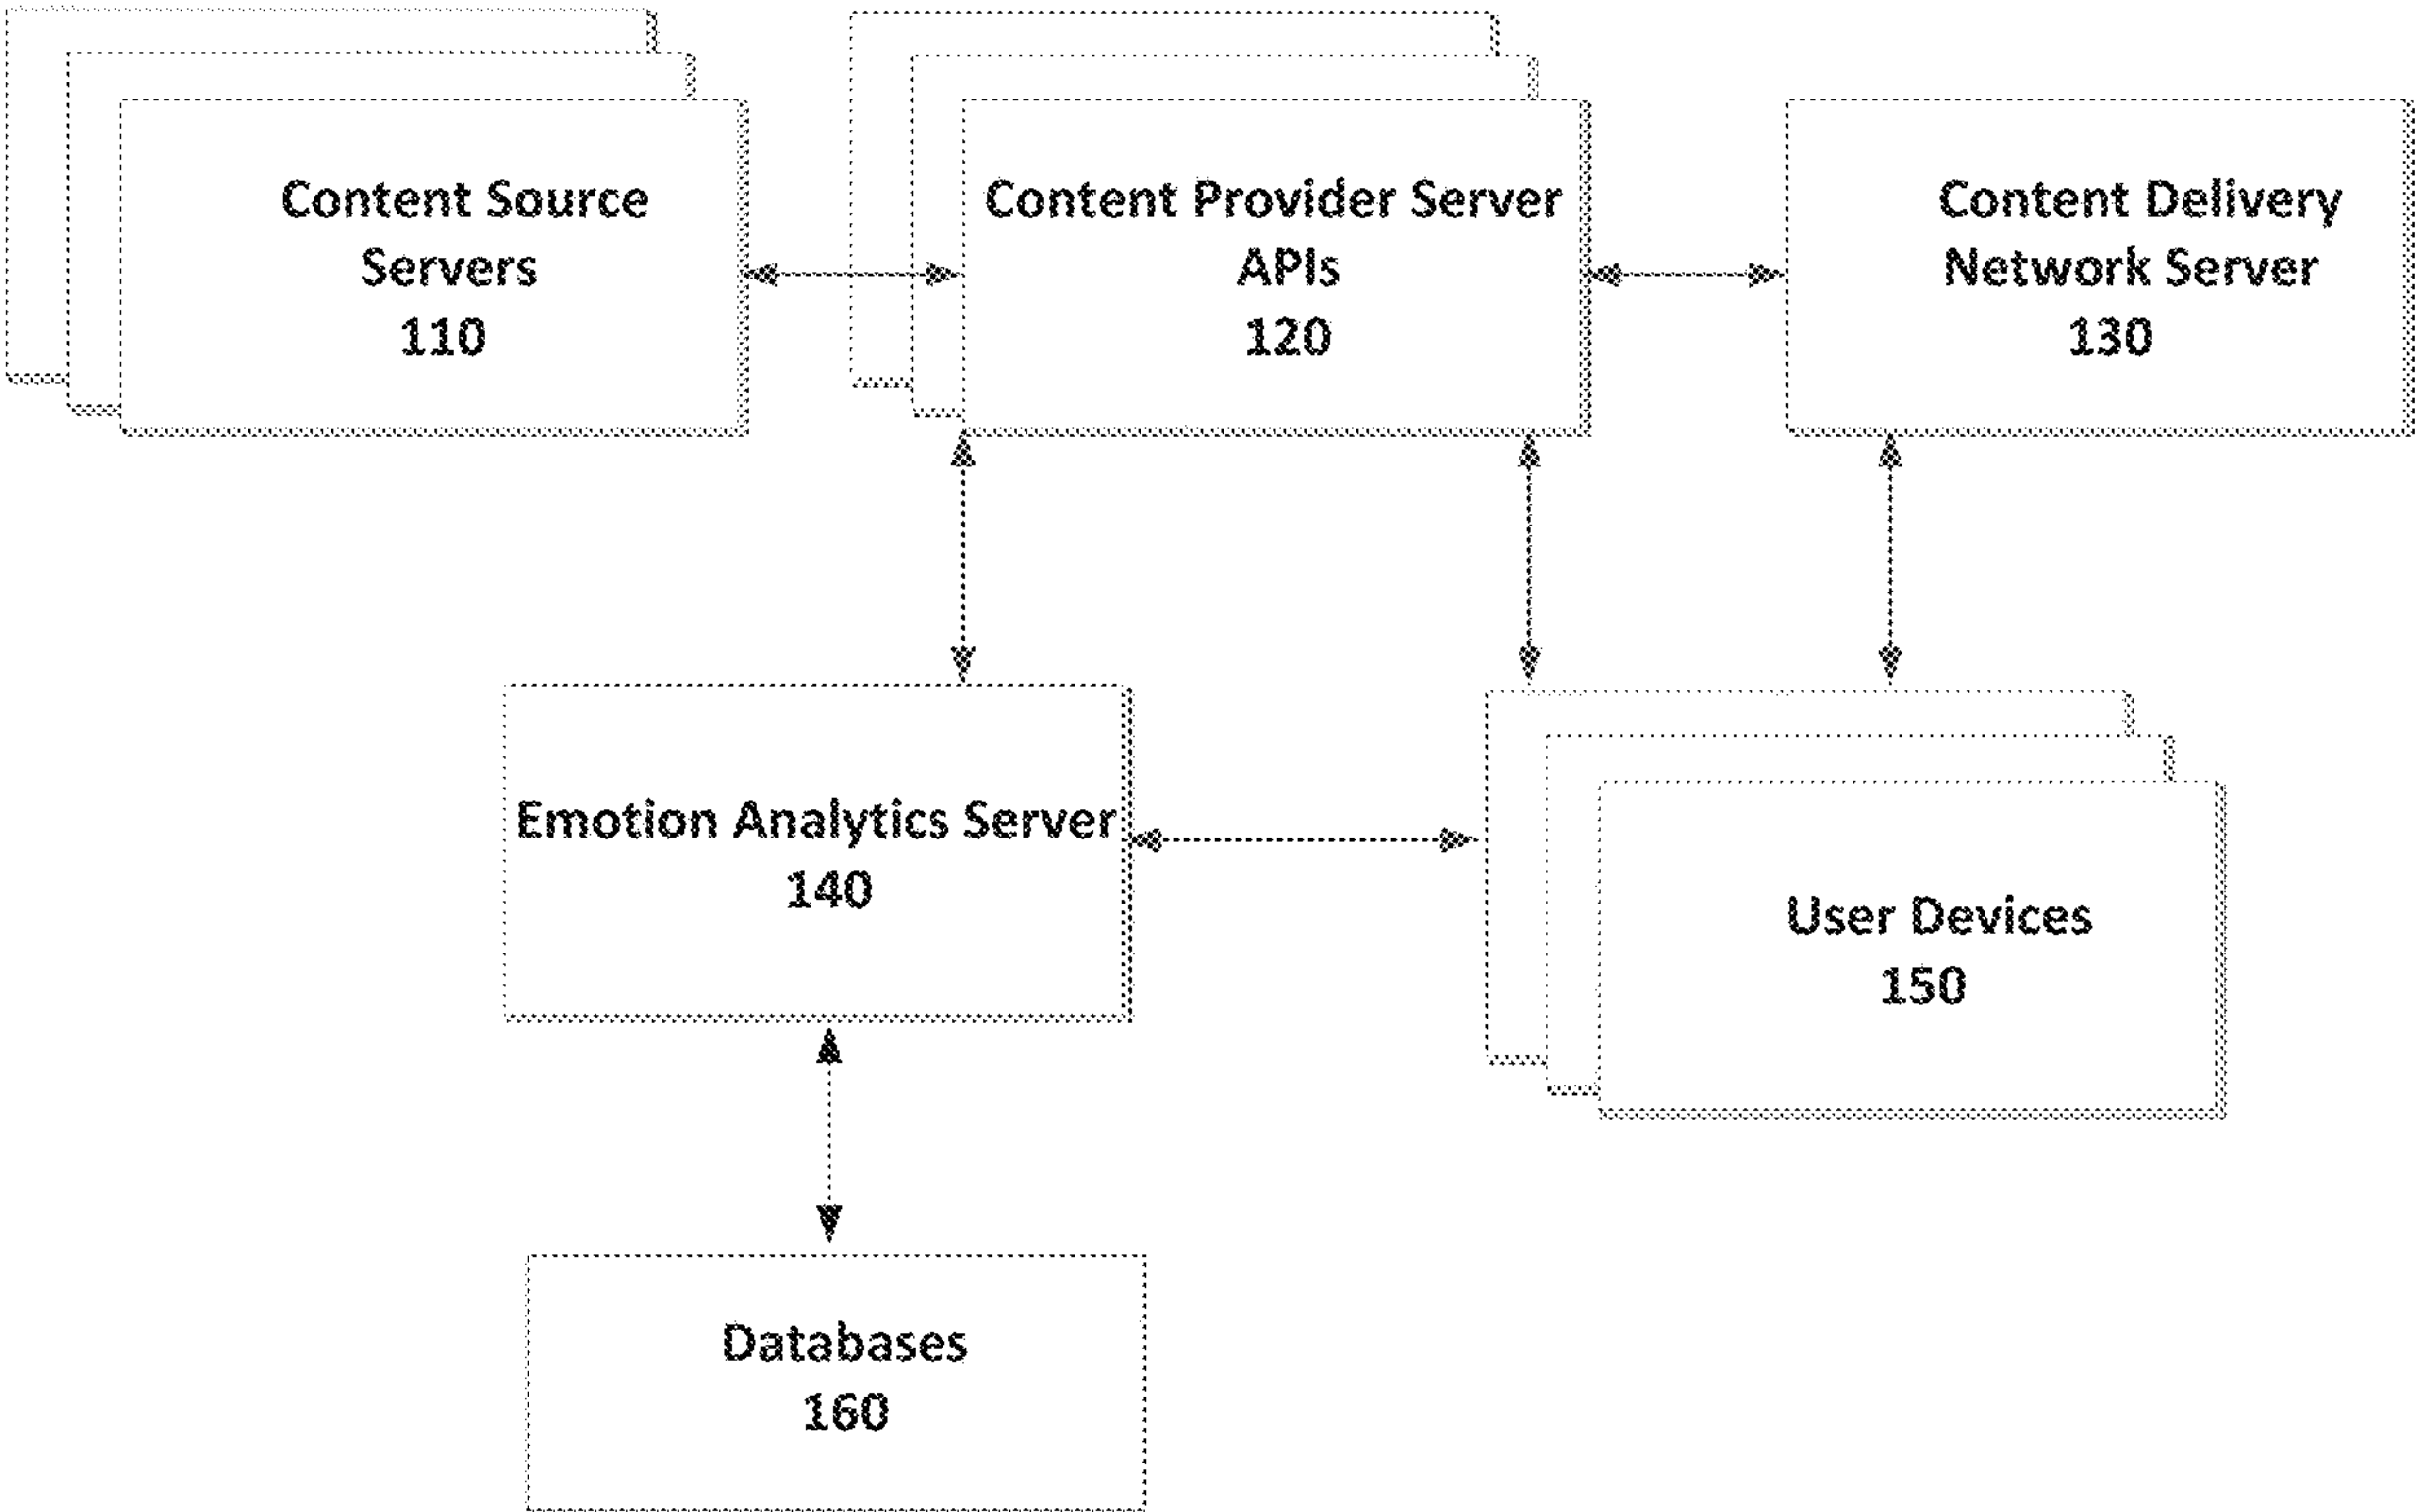 Content Source
Servers
110
Content Provider Server
APIs
120
Content Delivery
Network Server
130
Emotion Analytics Server
140
User Devices
150
Databases
160